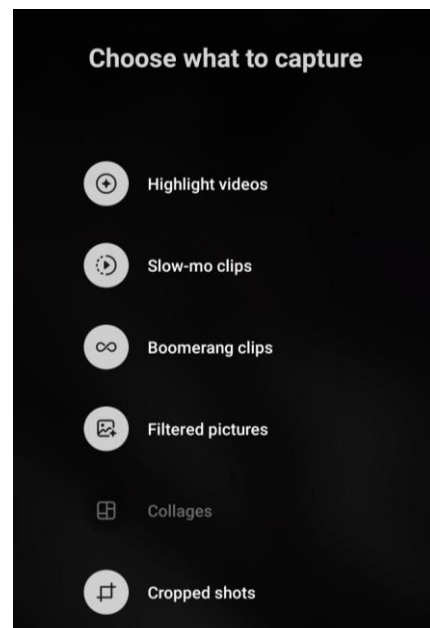 Choose what to capture
Highlight videos
Slow-mo clips
Boomerang clips
Filtered pictures
Collages
Cropped shots